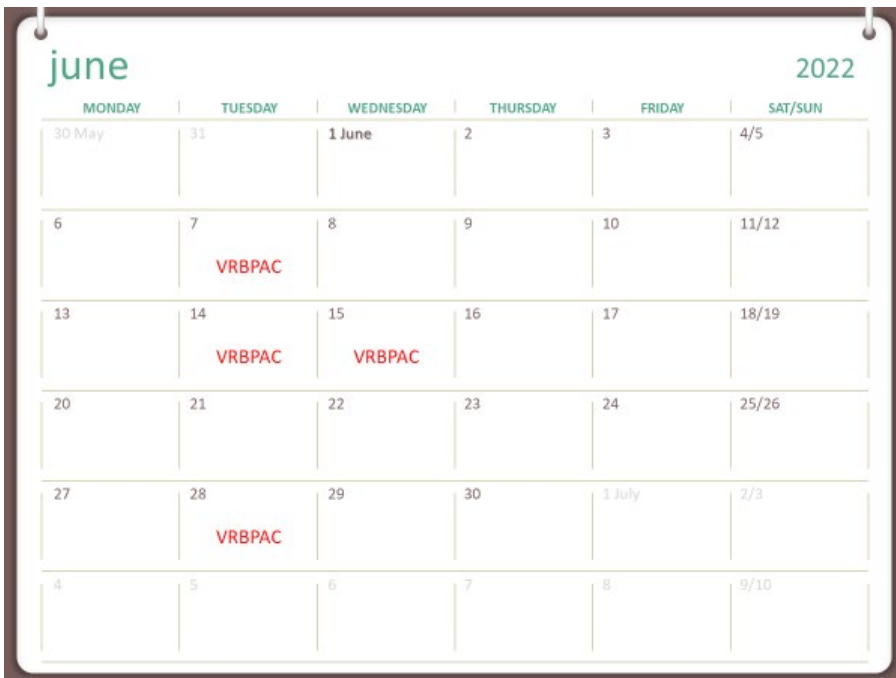 june 2022
MONDAY TUESDAY WEDNESDAY THURSDAY FRIDAY SAT/SUN
30 May 31 1 June 2 3 4/5
6 7 8 9 10 11/12
VRBPAC
13 14 15 16 17 18/19
VRBPAC VRBPAC
20 21 22 23 24 25/26
27 28 29 30 1 July 2/3
VRBPAC
4 5 6 7 8 9/10